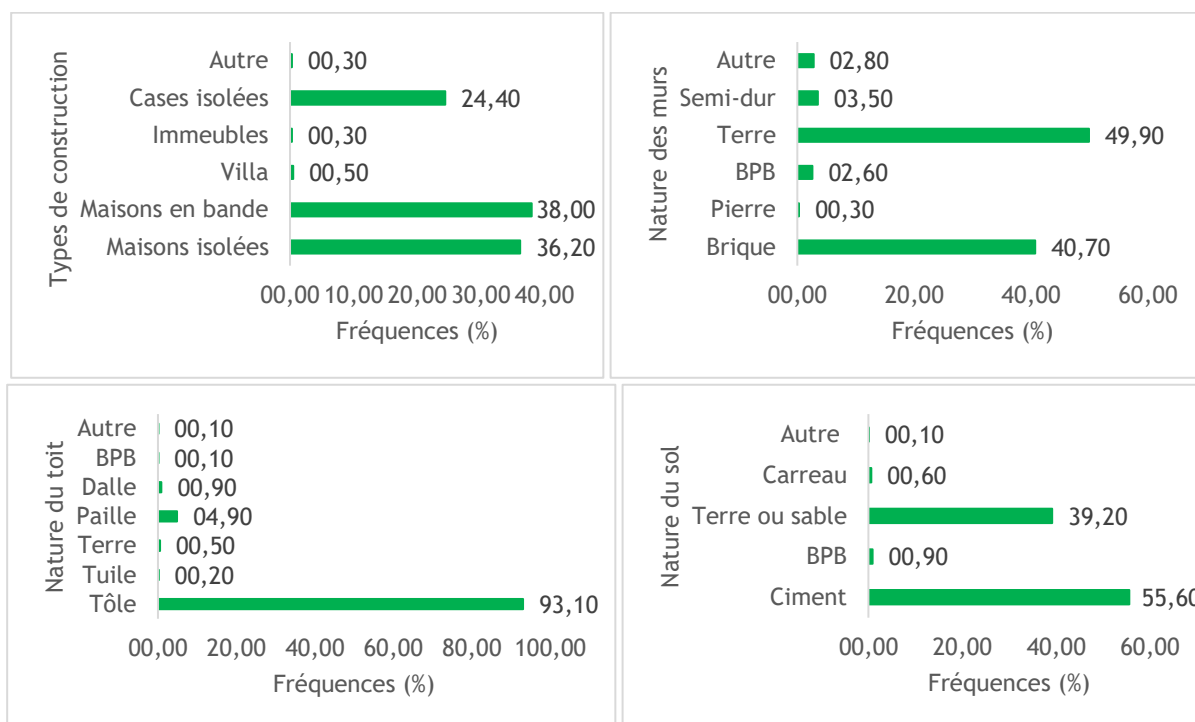 Types de construction
Autre 00,30
Cases isolées 24,40
Immeubles 00,30
Villa 00,50
Maisons en bande 38,00
Maisons isolées 36,20
00,00 10,00 20,00 30,00 40,00
Fréquences (%)
Nature des murs
Autre 02,80
Semi-dur 03,50
Terre 49,90
BPB 02,60
Pierre 00,30
Brique 40,70
00,00 20,00 40,00 60,00
Fréquences (%)
Nature du toit
Autre 00,10
BPB 00,10
Dalle 00,90
Paille 04,90
Terre 00,50
Tuile 00,20
Tôle 93,10
00,00 20,00 40,00 60,00 80,00 100,00
Fréquences (%)
Nature du sol
Autre 00,10
Carreau 00,60
Terre ou sable 39,20
BPB 00,90
Ciment 55,60
00,00 20,00 40,00 60,00
Fréquences (%)